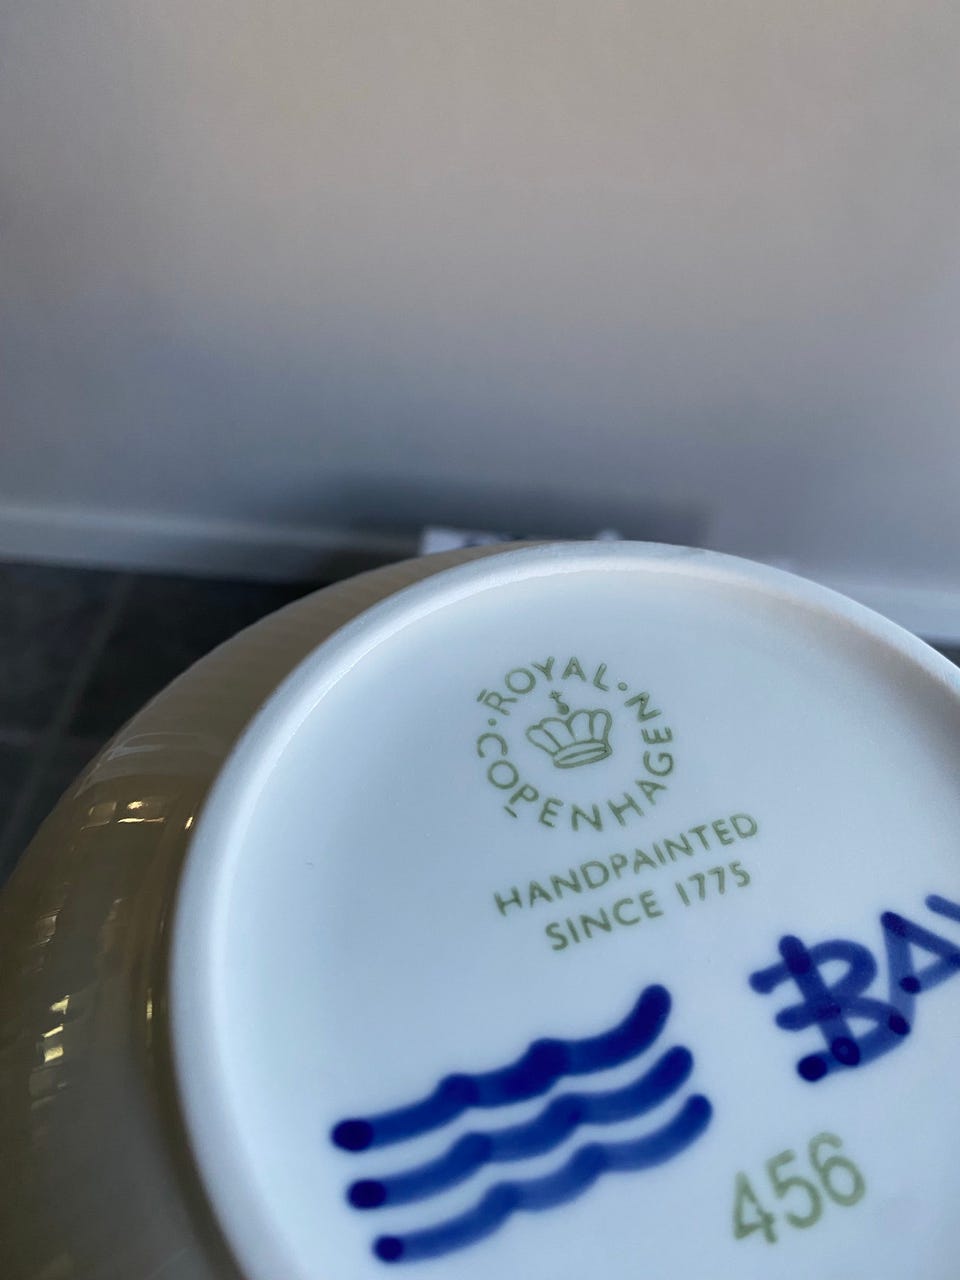 ROYAL · COPENHAGEN ·
HANDPAINTED
SINCE 1775
456